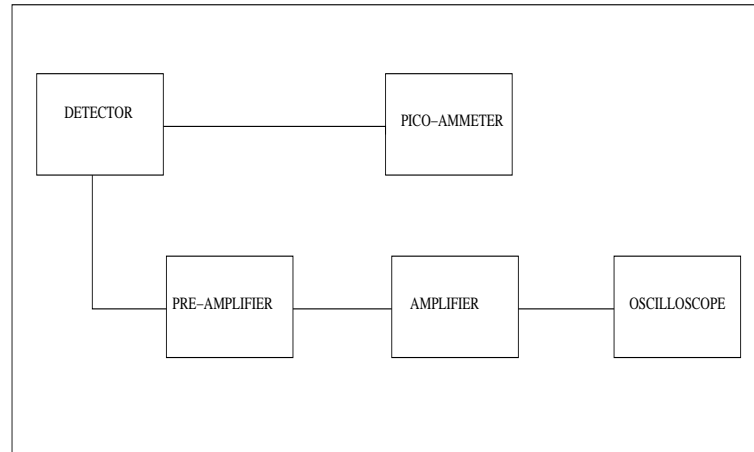 DETECTOR
PICO−AMMETER
PRE−AMPLIFIER
AMPLIFIER
OSCILLOSCOPE